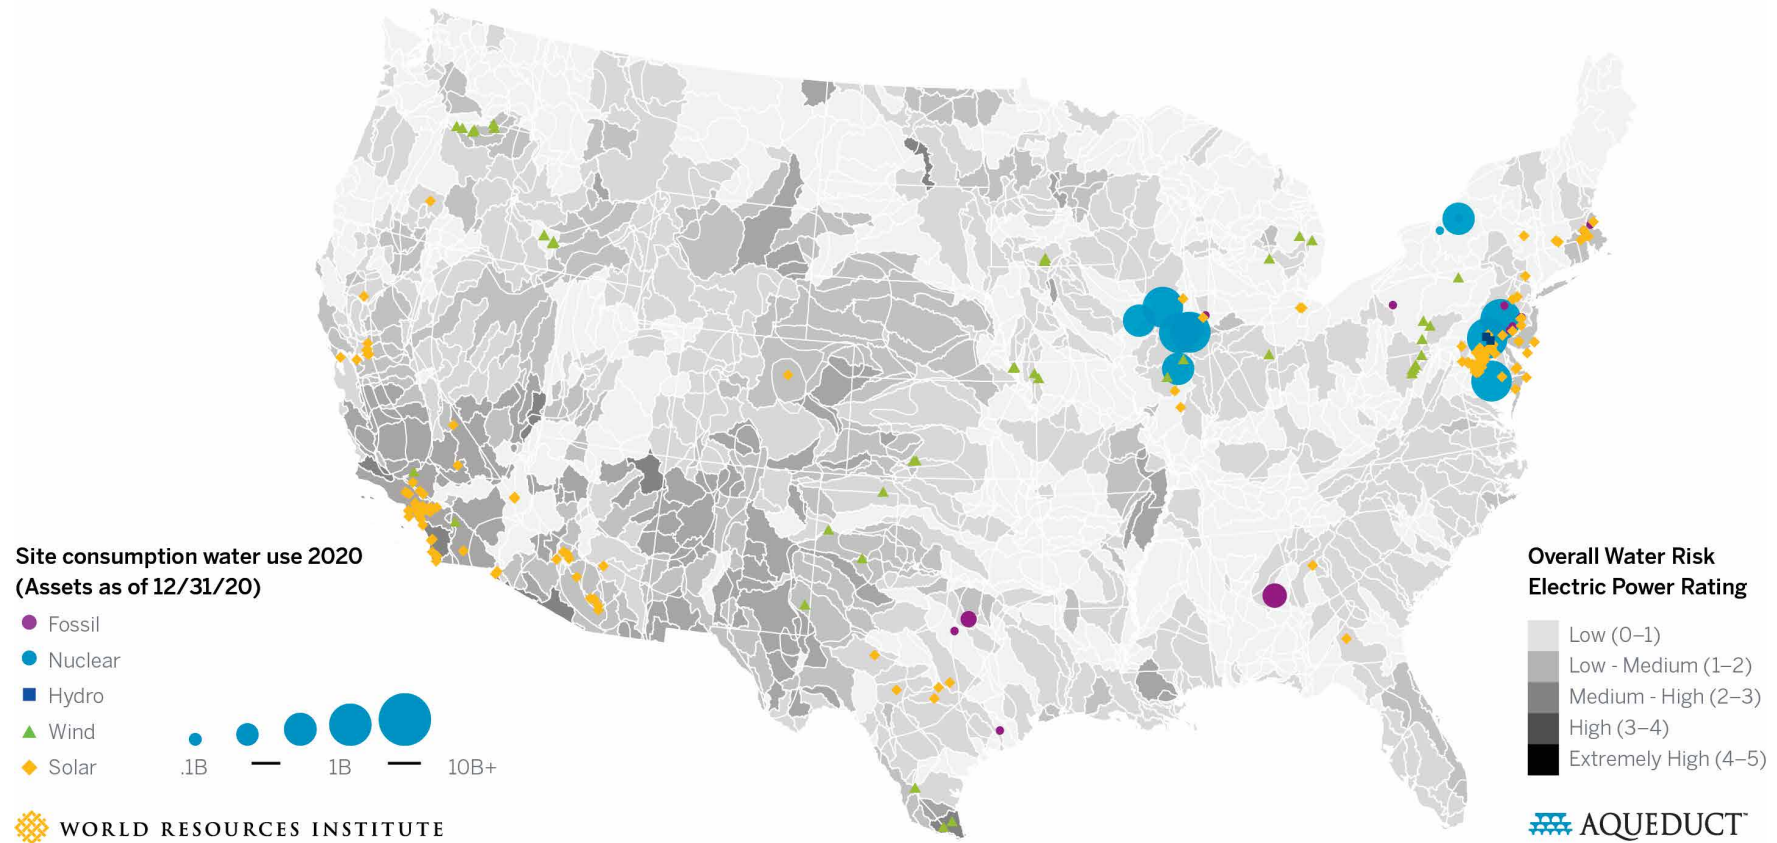 Site consumption water use 2020
(Assets as of 12/31/20)
Fossil
Nuclear
Hydro
Wind
Solar
.1B — 1B — 10B+
WORLD RESOURCES INSTITUTE
Overall Water Risk
Electric Power Rating
Low (0–1)
Low - Medium (1–2)
Medium - High (2–3)
High (3–4)
Extremely High (4–5)
AQUEDUCT™